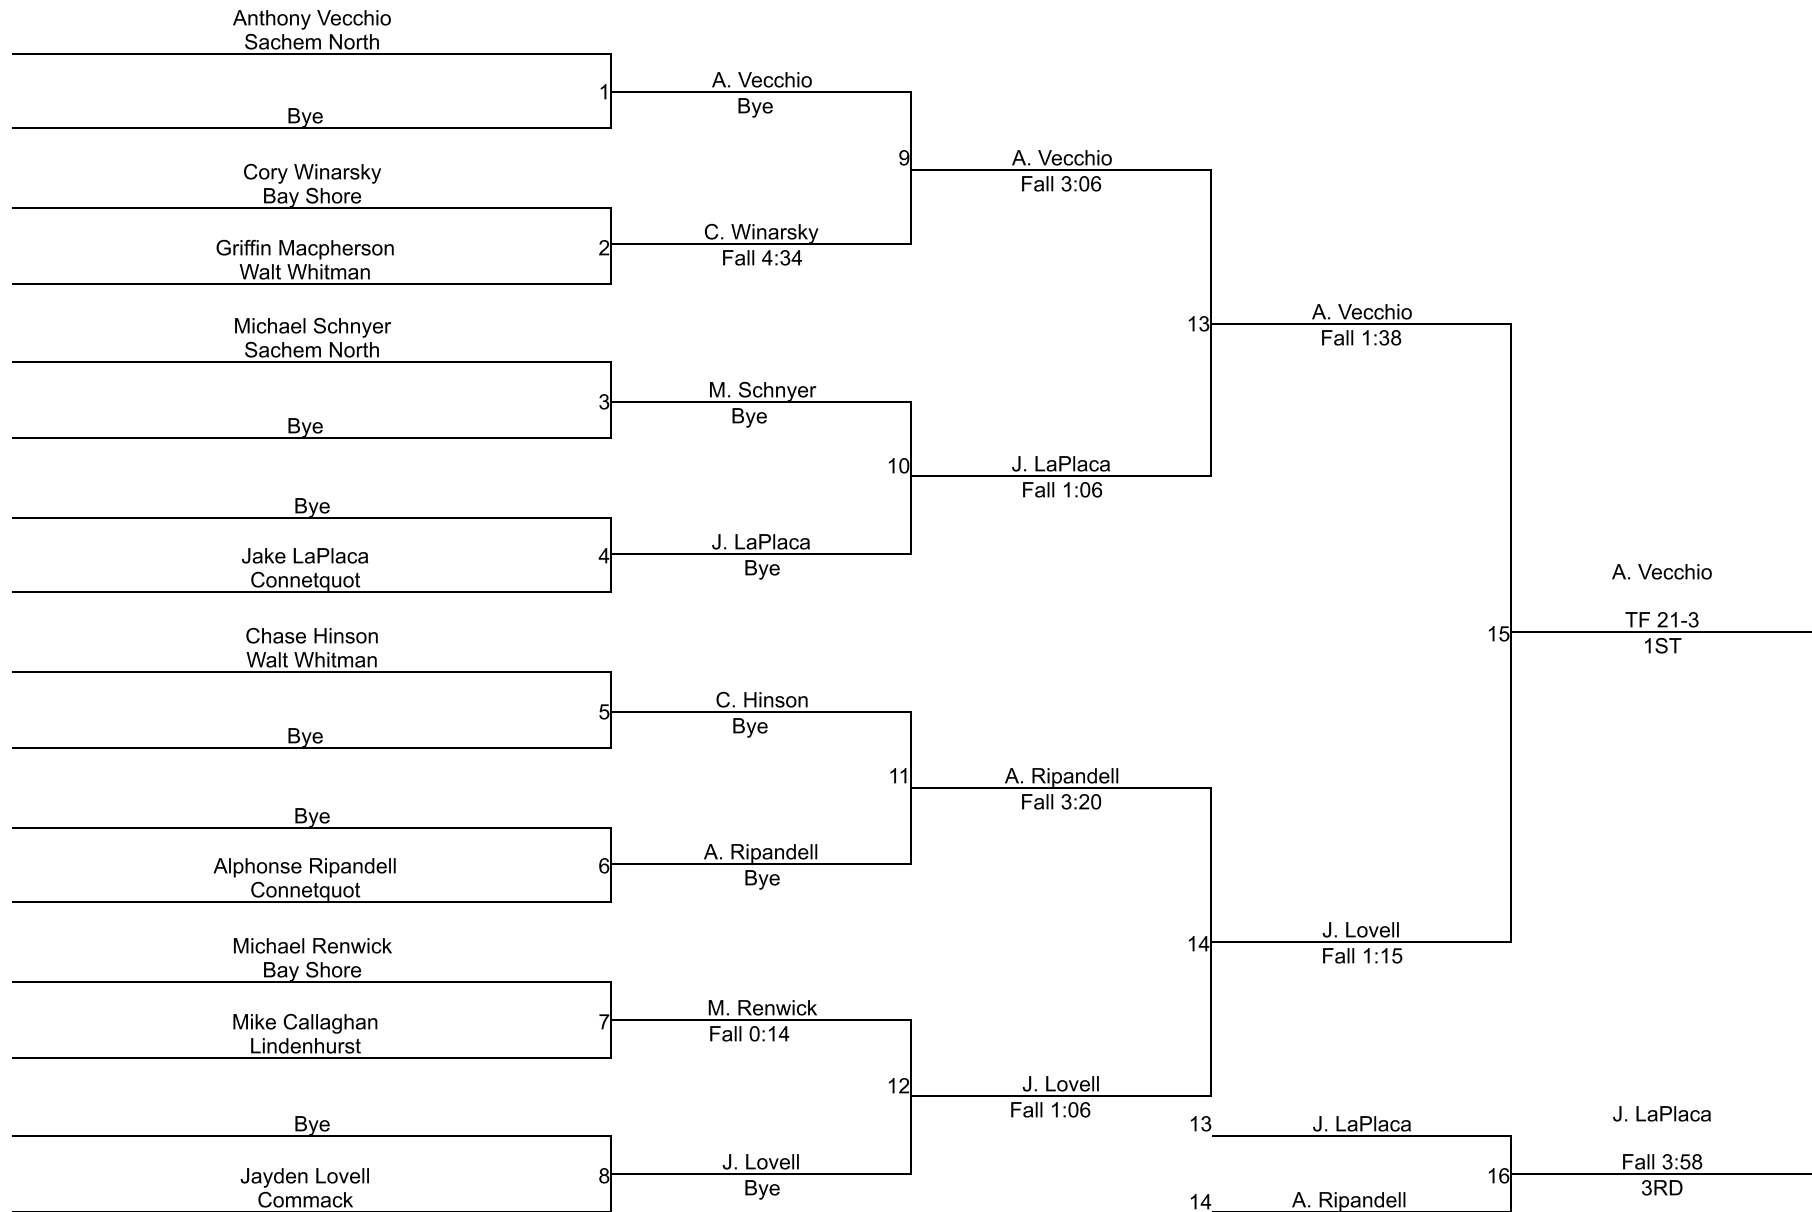 Anthony Vecchio
Sachem North
1
Bye
Cory Winarsky
Bay Shore
2
Griffin Macpherson
Walt Whitman
Michael Schnyer
Sachem North
3
Bye
Bye
4
Jake LaPlaca
Connetquot
Chase Hinson
Walt Whitman
5
Bye
Bye
6
Alphonse Ripandell
Connetquot
Michael Renwick
Bay Shore
7
Mike Callaghan
Lindenhurst
Bye
8
Jayden Lovell
Commack
A. Vecchio
Bye
9
C. Winarsky
Fall 4:34
M. Schnyer
Bye
10
J. LaPlaca
Bye
C. Hinson
Bye
11
A. Ripandell
Bye
M. Renwick
Fall 0:14
12
J. Lovell
Bye
A. Vecchio
Fall 3:06
13
J. LaPlaca
Fall 1:06
A. Ripandell
Fall 3:20
14
J. Lovell
Fall 1:06
A. Vecchio
Fall 1:38
15
J. Lovell
Fall 1:15
A. Vecchio
TF 21-3
1ST
13
J. LaPlaca
16
14
A. Ripandell
J. LaPlaca
Fall 3:58
3RD